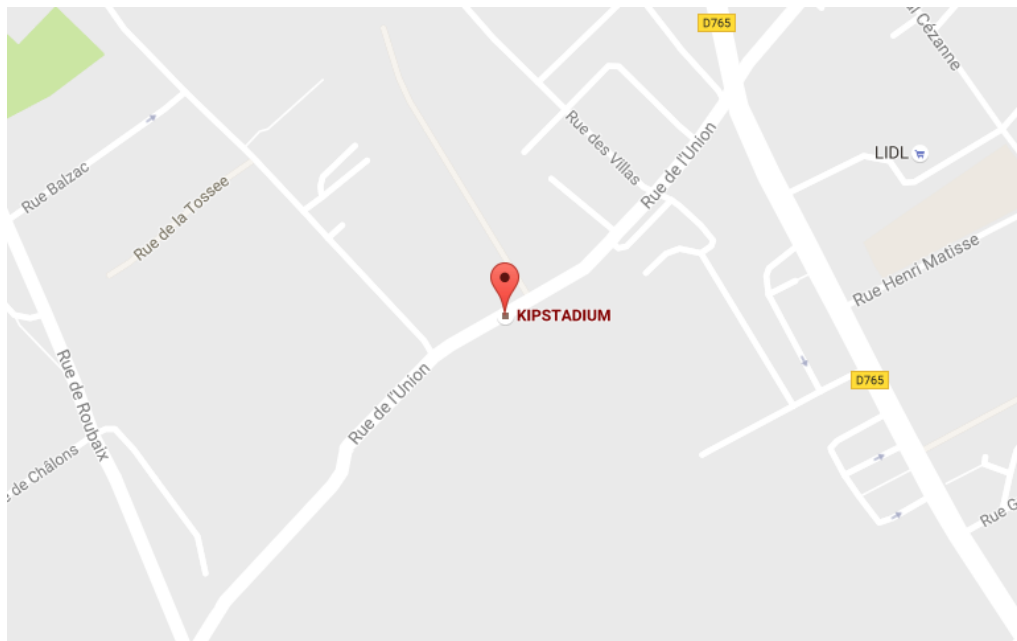 D765
l Cézanne
LIDL
Rue des Villas
Rue de l'Union
Rue Balzac
Rue de la Tossee
Rue Henri Matisse
KIPSTADIUM
D765
Rue de l'Union
Rue de Roubaix
e de Châlons
Rue G